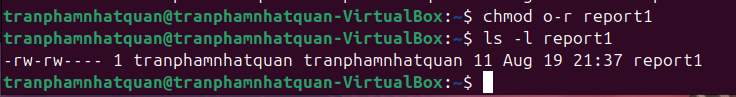 tranphamnhatquan@tranphamnhatquan-VirtualBox:~$ chmod o-r report1
tranphamnhatquan@tranphamnhatquan-VirtualBox:~$ ls -l report1
-rw-rw---- 1 tranphamnhatquan tranphamnhatquan 11 Aug 19 21:37 report1
tranphamnhatquan@tranphamnhatquan-VirtualBox:~$